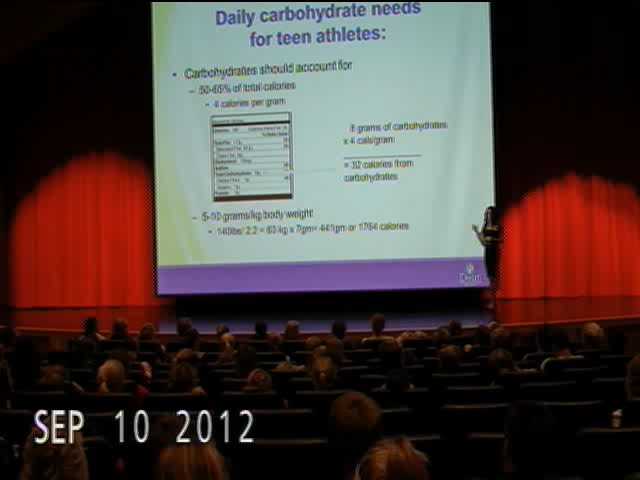 Daily carbohydrate needs
for teen athletes:
• Carbohydrates should account for
– 50-65% of total calories
• 4 calories per gram
8 grams of carbohydrates
x 4 cals/gram
= 32 calories from
carbohydrates
– 5-10 grams/kg body weight
• 140lbs/ 2.2 = 63 kg x 7gm= 441gm or 1764 calories
SEP 10 2012